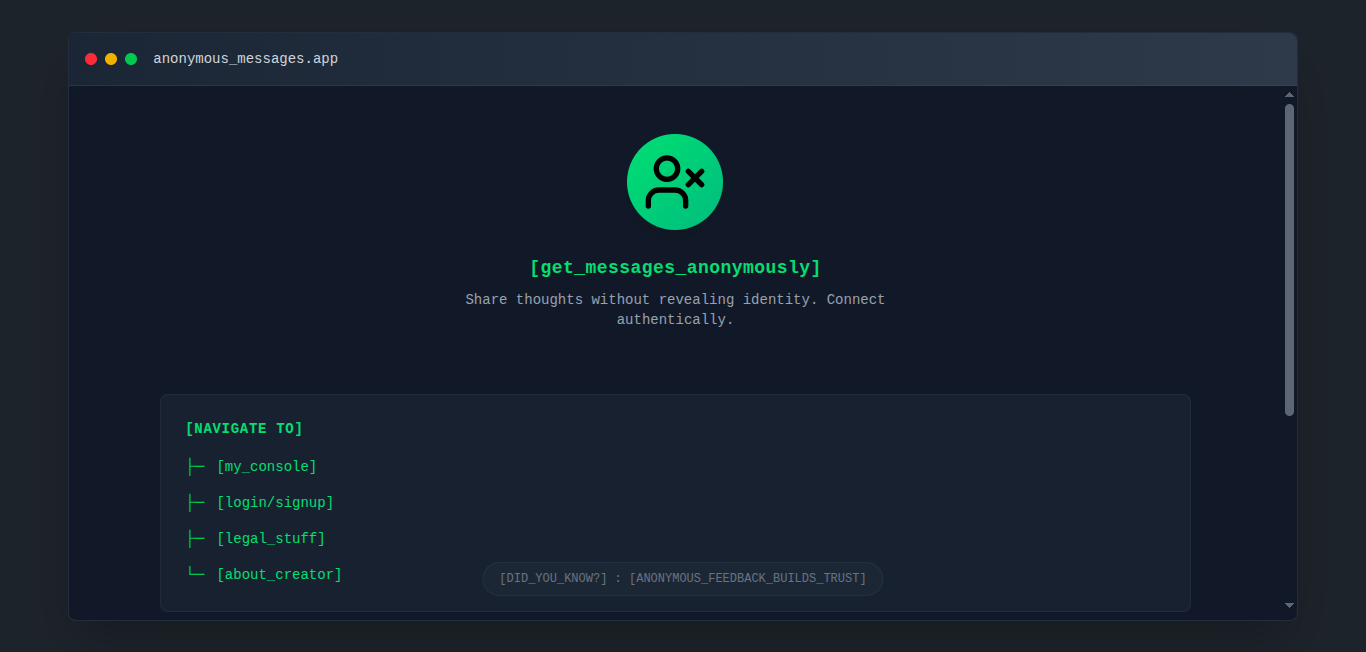 anonymous_messages.app
[get_messages_anonymously]
Share thoughts without revealing identity. Connect
authentically.
[NAVIGATE TO]
├─ [my_console]
├─ [login/signup]
├─ [legal_stuff]
└─ [about_creator]
[DID_YOU_KNOW?] : [ANONYMOUS_FEEDBACK_BUILDS_TRUST]